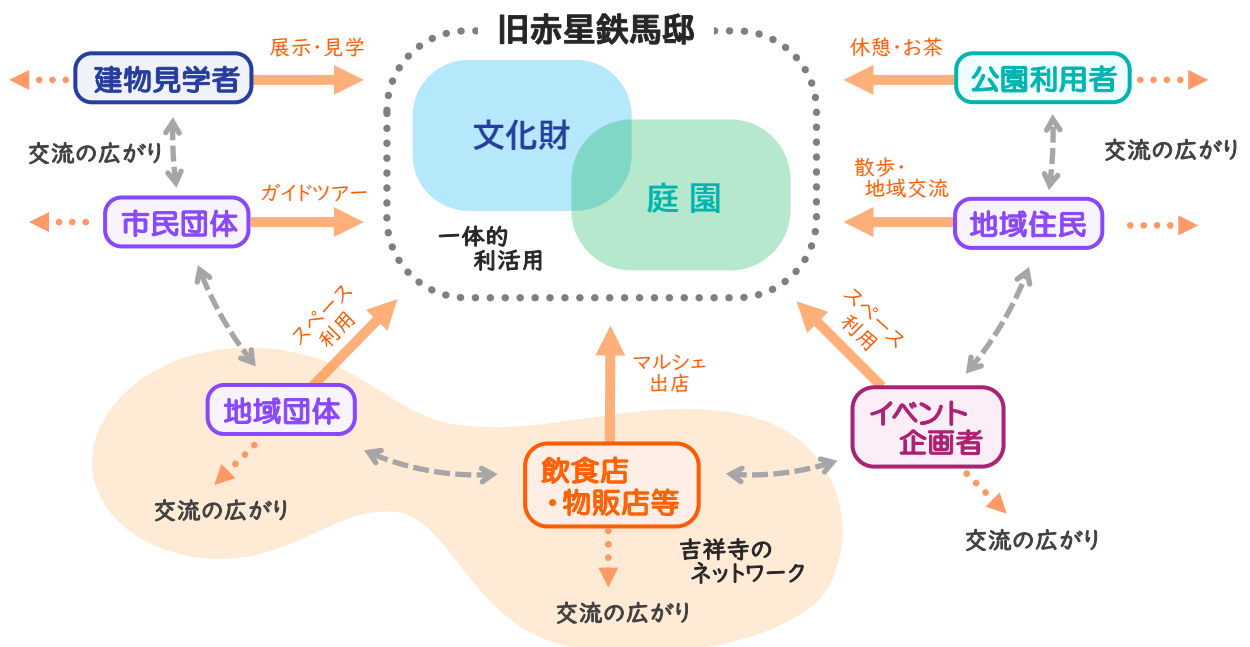 旧赤星鉄馬邸
展示・見学
休憩・お茶
建物見学者
公園利用者
文化財
交流の広がり
交流の広がり
散歩・
地域交流
ガイドツアー
庭園
市民団体
地域住民
一体的
利活用
スペース
利用
スペース
利用
マルシェ
出店
地域団体
イベント
企画者
飲食店
・物販店等
交流の広がり
交流の広がり
吉祥寺の
ネットワーク
交流の広がり